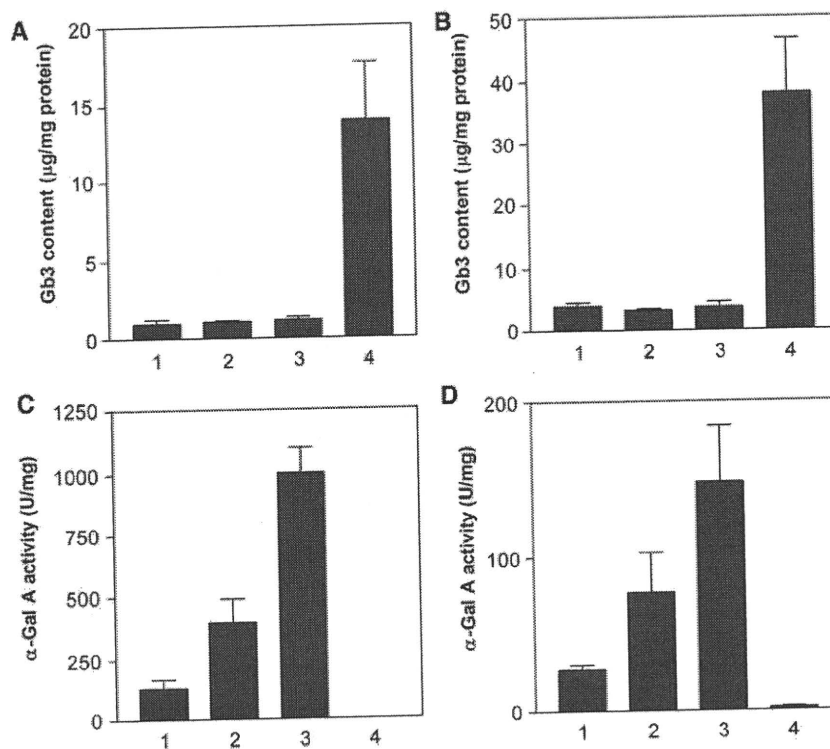 A
Gb3 content (µg/mg protein)
20
15
10
5
0
1 2 3 4
B
Gb3 content (µg/mg protein)
50
40
30
20
10
0
1 2 3 4
C
α-Gal A activity (U/mg)
1250
1000
750
500
250
0
1 2 3 4
D
α-Gal A activity (U/mg)
200
100
0
1 2 3 4